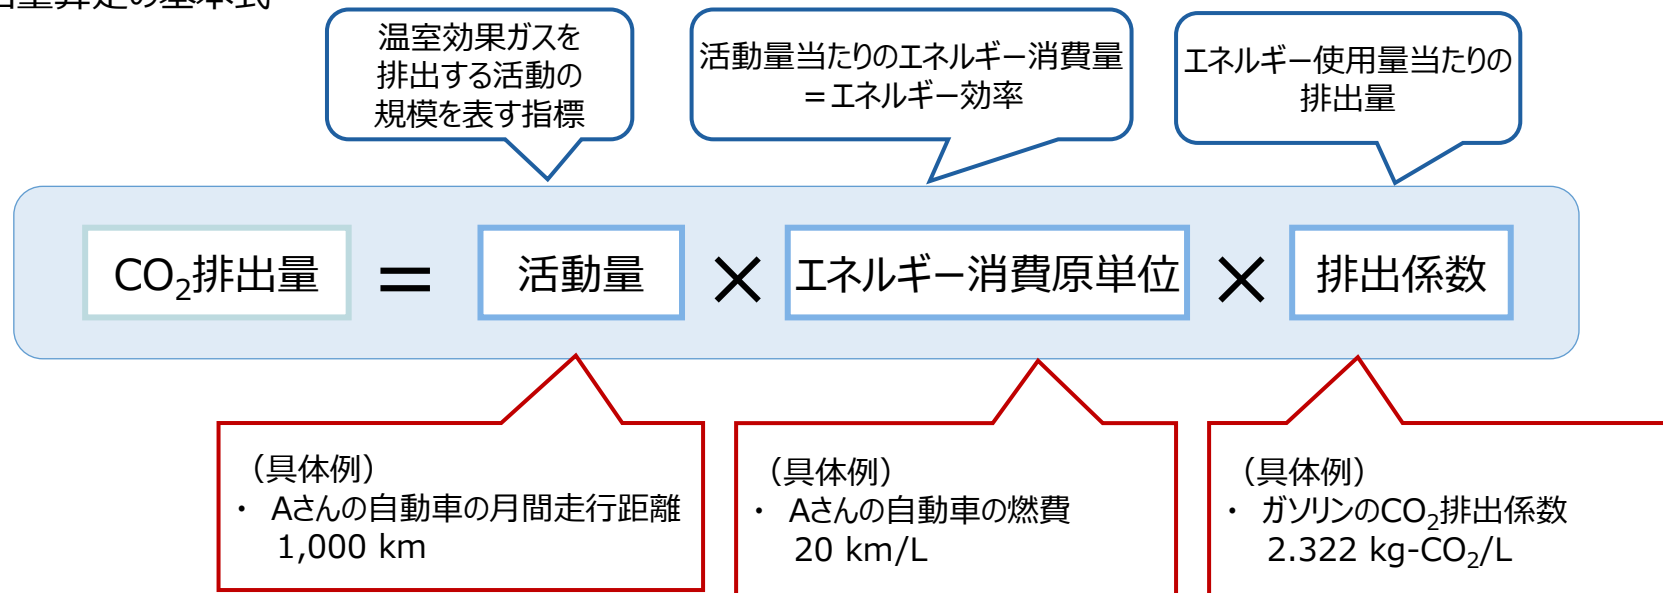 温室効果ガスを
排出する活動の
規模を表す指標
活動量当たりのエネルギー消費量
＝エネルギー効率
エネルギー使用量当たりの
排出量
CO₂排出量 ＝ 活動量 × エネルギー消費原単位 × 排出係数
（具体例）
・ Aさんの自動車の月間走行距離
1,000 km
（具体例）
・ Aさんの自動車の燃費
20 km/L
（具体例）
・ ガソリンのCO₂排出係数
2.322 kg-CO₂/L